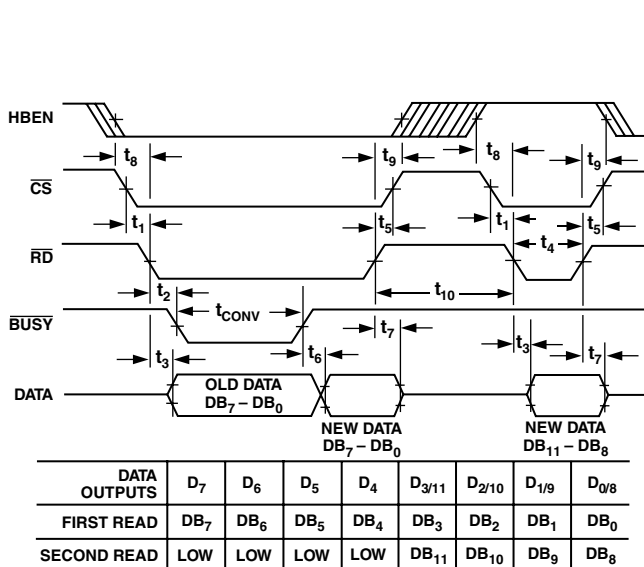 HBEN
t8 t9 t8 t9
CS
t1 t5 t1 t4 t5
RD
t2 tCONV t10
BUSY
t3 t6 t7 t3 t7
DATA
OLD DATA
DB7 – DB0
NEW DATA
DB7 – DB0
NEW DATA
DB11 – DB8
DATA OUTPUTS D7 D6 D5 D4 D3/11 D2/10 D1/9 D0/8
FIRST READ DB7 DB6 DB5 DB4 DB3 DB2 DB1 DB0
SECOND READ LOW LOW LOW LOW DB11 DB10 DB9 DB8